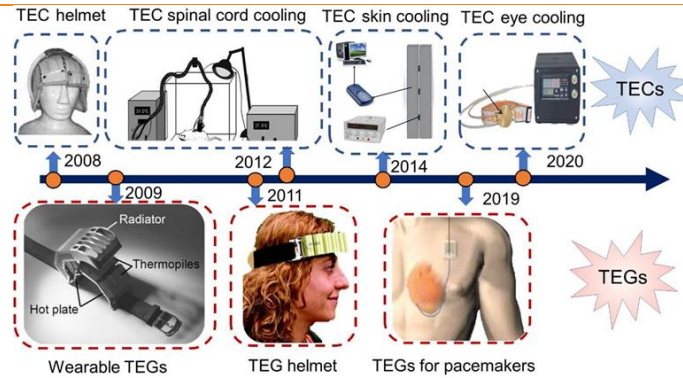 TEC helmet
TEC spinal cord cooling
TEC skin cooling
TEC eye cooling
TECs
2008
2009
2012
2011
2014
2019
2020
Radiator
Thermopiles
Hot plate
TEGs
Wearable TEGs
TEG helmet
TEGs for pacemakers